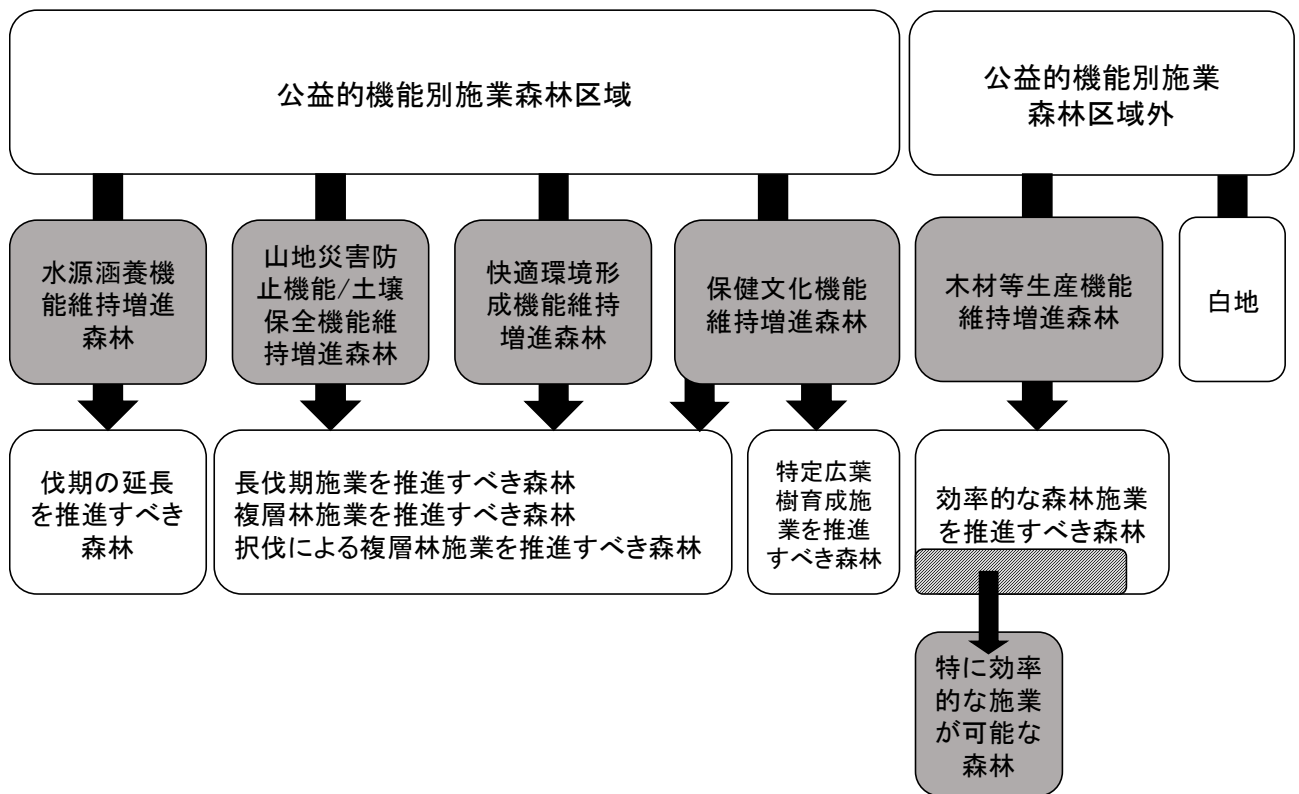 公益的機能別施業森林区域
公益的機能別施業
森林区域外
水源涵養機
能維持増進
森林
山地災害防
止機能/土壌
保全機能維
持増進森林
快適環境形
成機能維持
増進森林
保健文化機能
維持増進森林
木材等生産機能
維持増進森林
白地
伐期の延長
を推進すべき
森林
長伐期施業を推進すべき森林
複層林施業を推進すべき森林
択伐による複層林施業を推進すべき森林
特定広葉
樹育成施
業を推進
すべき森林
効率的な森林施業
を推進すべき森林
特に効率
的な施業
が可能な
森林